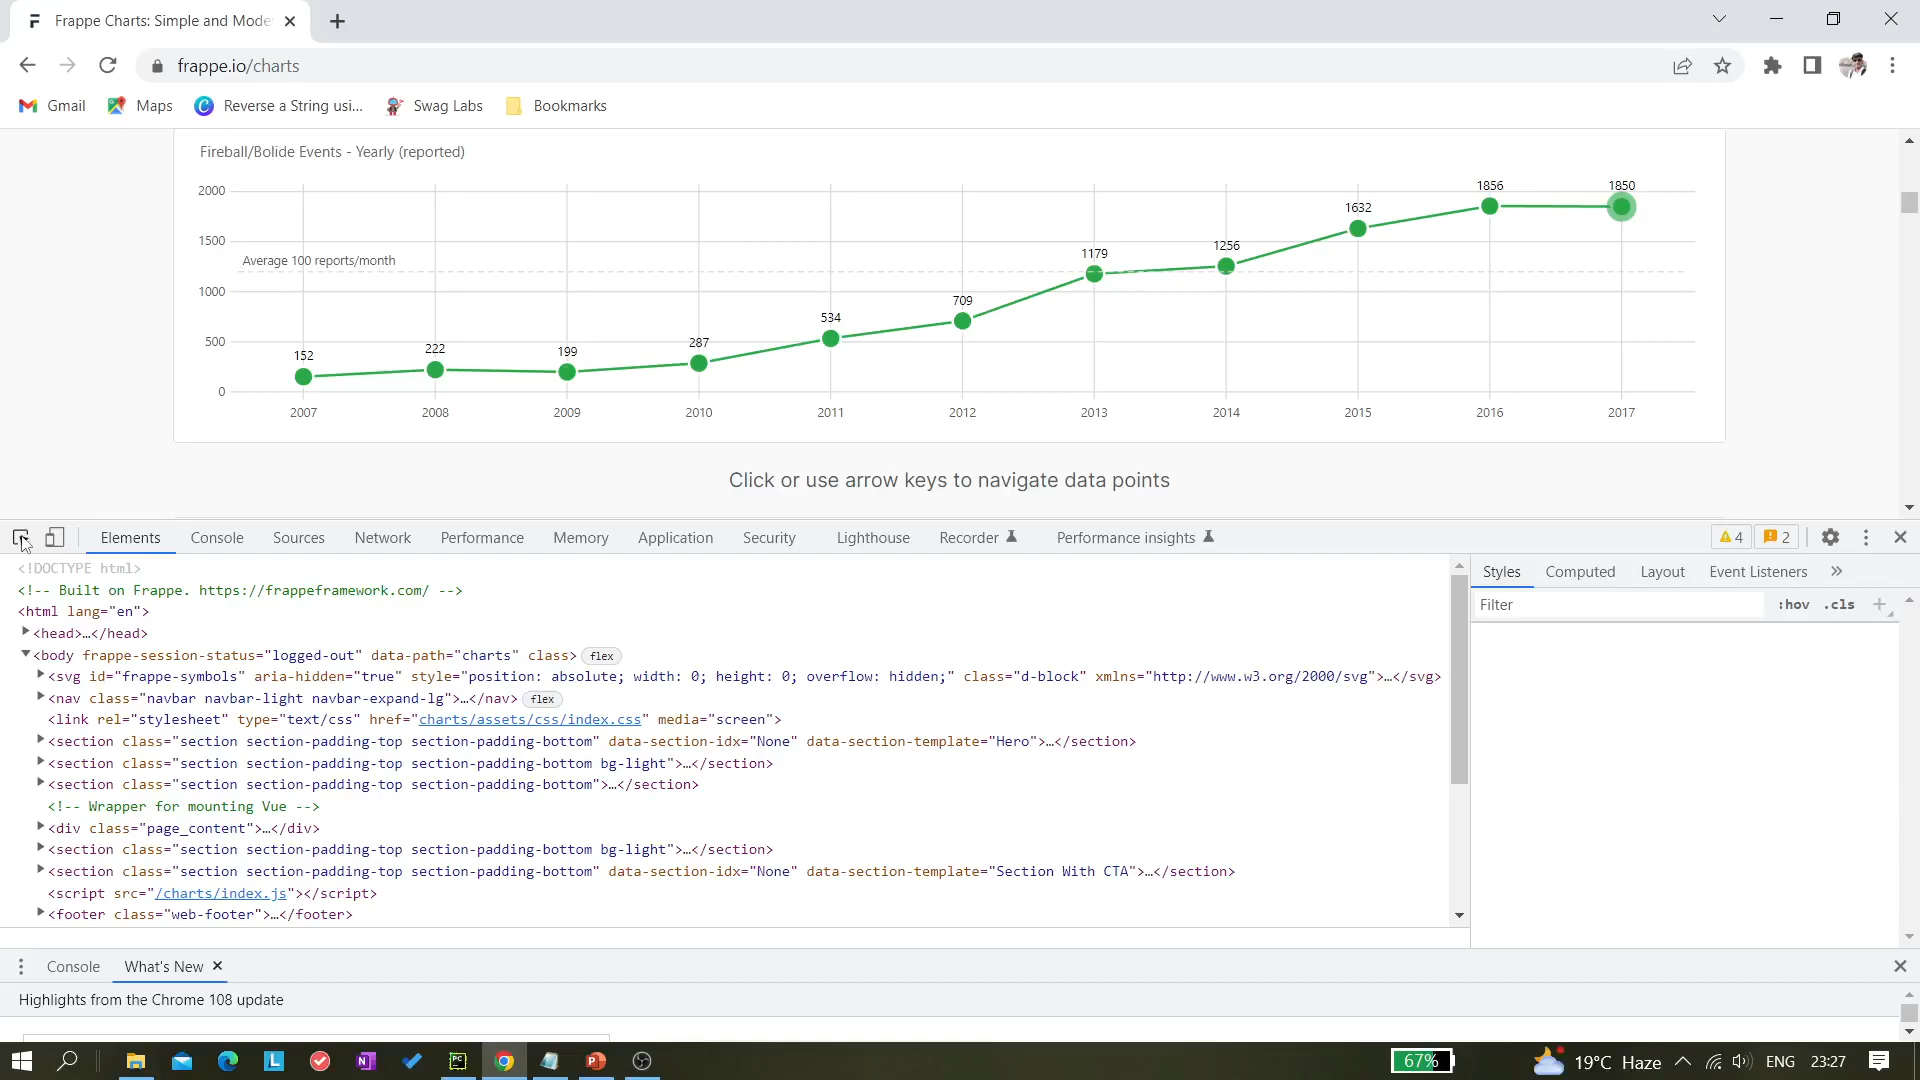 Frappe Charts: Simple and Mode
frappe.io/charts
Gmail
Maps
Reverse a String usi...
Swag Labs
Bookmarks
Fireball/Bolide Events - Yearly (reported)
2000
1500
1000
500
0
Average 100 reports/month
152
222
199
287
534
709
1179
1256
1632
1856
1850
2007
2008
2009
2010
2011
2012
2013
2014
2015
2016
2017
Click or use arrow keys to navigate data points
Elements
Console
Sources
Network
Performance
Memory
Application
Security
Lighthouse
Recorder
Performance insights
4
2
<!DOCTYPE html>
<!-- Built on Frappe. https://frappeframework.com/ -->
<html lang="en">
<head>…</head>
<body frappe-session-status="logged-out" data-path="charts" class> flex
<svg id="frappe-symbols" aria-hidden="true" style="position: absolute; width: 0; height: 0; overflow: hidden;" class="d-block" xmlns="http://www.w3.org/2000/svg">…</svg>
<nav class="navbar navbar-light navbar-expand-lg">…</nav> flex
<link rel="stylesheet" type="text/css" href="charts/assets/css/index.css" media="screen">
<section class="section section-padding-top section-padding-bottom" data-section-idx="None" data-section-template="Hero">…</section>
<section class="section section-padding-top section-padding-bottom bg-light">…</section>
<section class="section section-padding-top section-padding-bottom">…</section>
<!-- Wrapper for mounting Vue -->
<div class="page_content">…</div>
<section class="section section-padding-top section-padding-bottom bg-light">…</section>
<section class="section section-padding-top section-padding-bottom" data-section-idx="None" data-section-template="Section With CTA">…</section>
<script src="/charts/index.js"></script>
<footer class="web-footer">…</footer>
Styles
Computed
Layout
Event Listeners
Filter
:hov
.cls
Console
What's New
Highlights from the Chrome 108 update
67%
19°C Haze
ENG
23:27